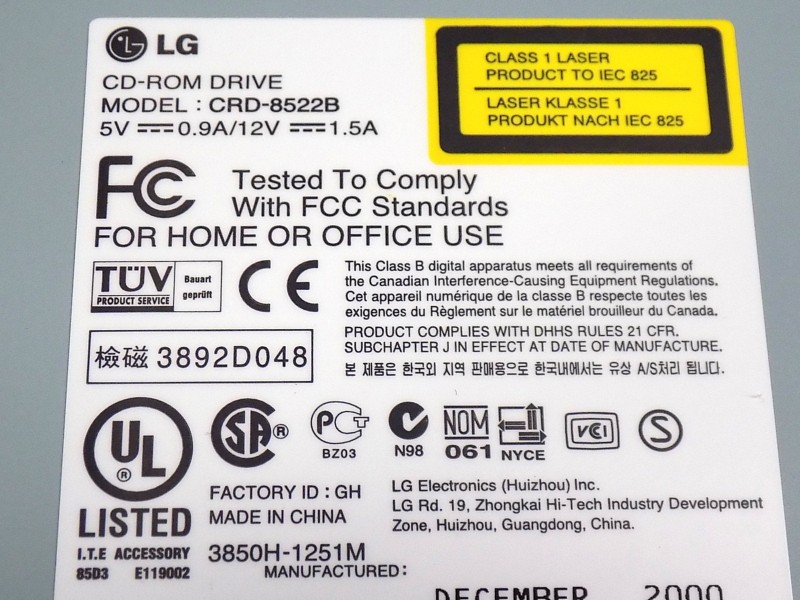 LG
CD-ROM DRIVE
MODEL : CRD-8522B
5V ⎓ 0.9A/12V ⎓ 1.5A
CLASS 1 LASER
PRODUCT TO IEC 825
LASER KLASSE 1
PRODUKT NACH IEC 825
FC Tested To Comply
With FCC Standards
FOR HOME OR OFFICE USE
TÜV
PRODUCT SERVICE
Bauart
geprüft
CE
This Class B digital apparatus meets all requirements of
the Canadian Interference-Causing Equipment Regulations.
Cet appareil numérique de la classe B respecte toutes les
exigences du Règlement sur le matériel brouilleur du Canada.
PRODUCT COMPLIES WITH DHHS RULES 21 CFR.
SUBCHAPTER J IN EFFECT AT DATE OF MANUFACTURE.
본 제품은 한국외 지역 판매용으로 한국내에서는 유상 A/S처리 됩니다.
檢磁 3892D048
UL ®
LISTED
I.T.E ACCESSORY
85D3 E119002
SA ®
PCT
BZ03
N98
NOM
061
NYCE
VCI
S
FACTORY ID : GH
MADE IN CHINA
3850H-1251M
LG Electronics (Huizhou) Inc.
LG Rd. 19, Zhongkai Hi-Tech Industry Development
Zone, Huizhou, Guangdong, China.
MANUFACTURED:
DECEMBER 2000